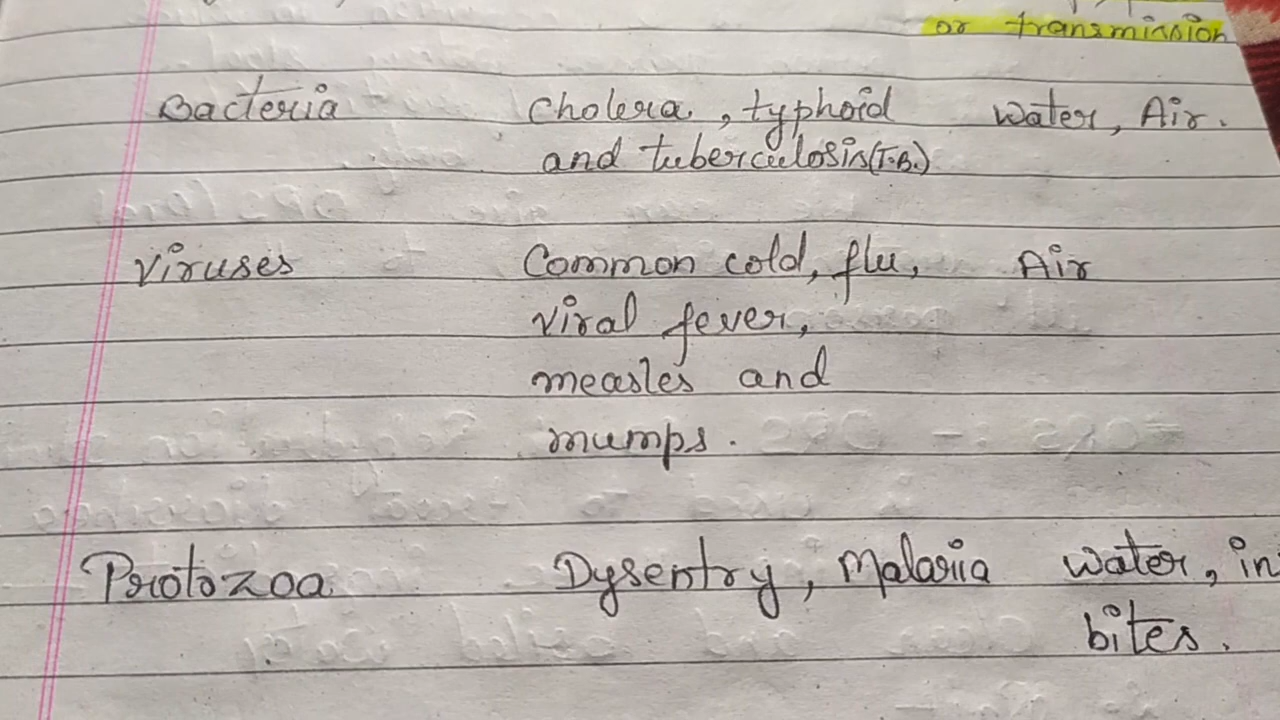 or transmission
Bacteria Cholera, typhoid Water, Air.
and tuberculosis(T.B.)
Viruses Common cold, flu, Air
viral fever,
measles and
mumps.
Protozoa Dysentry, Malaria Water, in
bites.